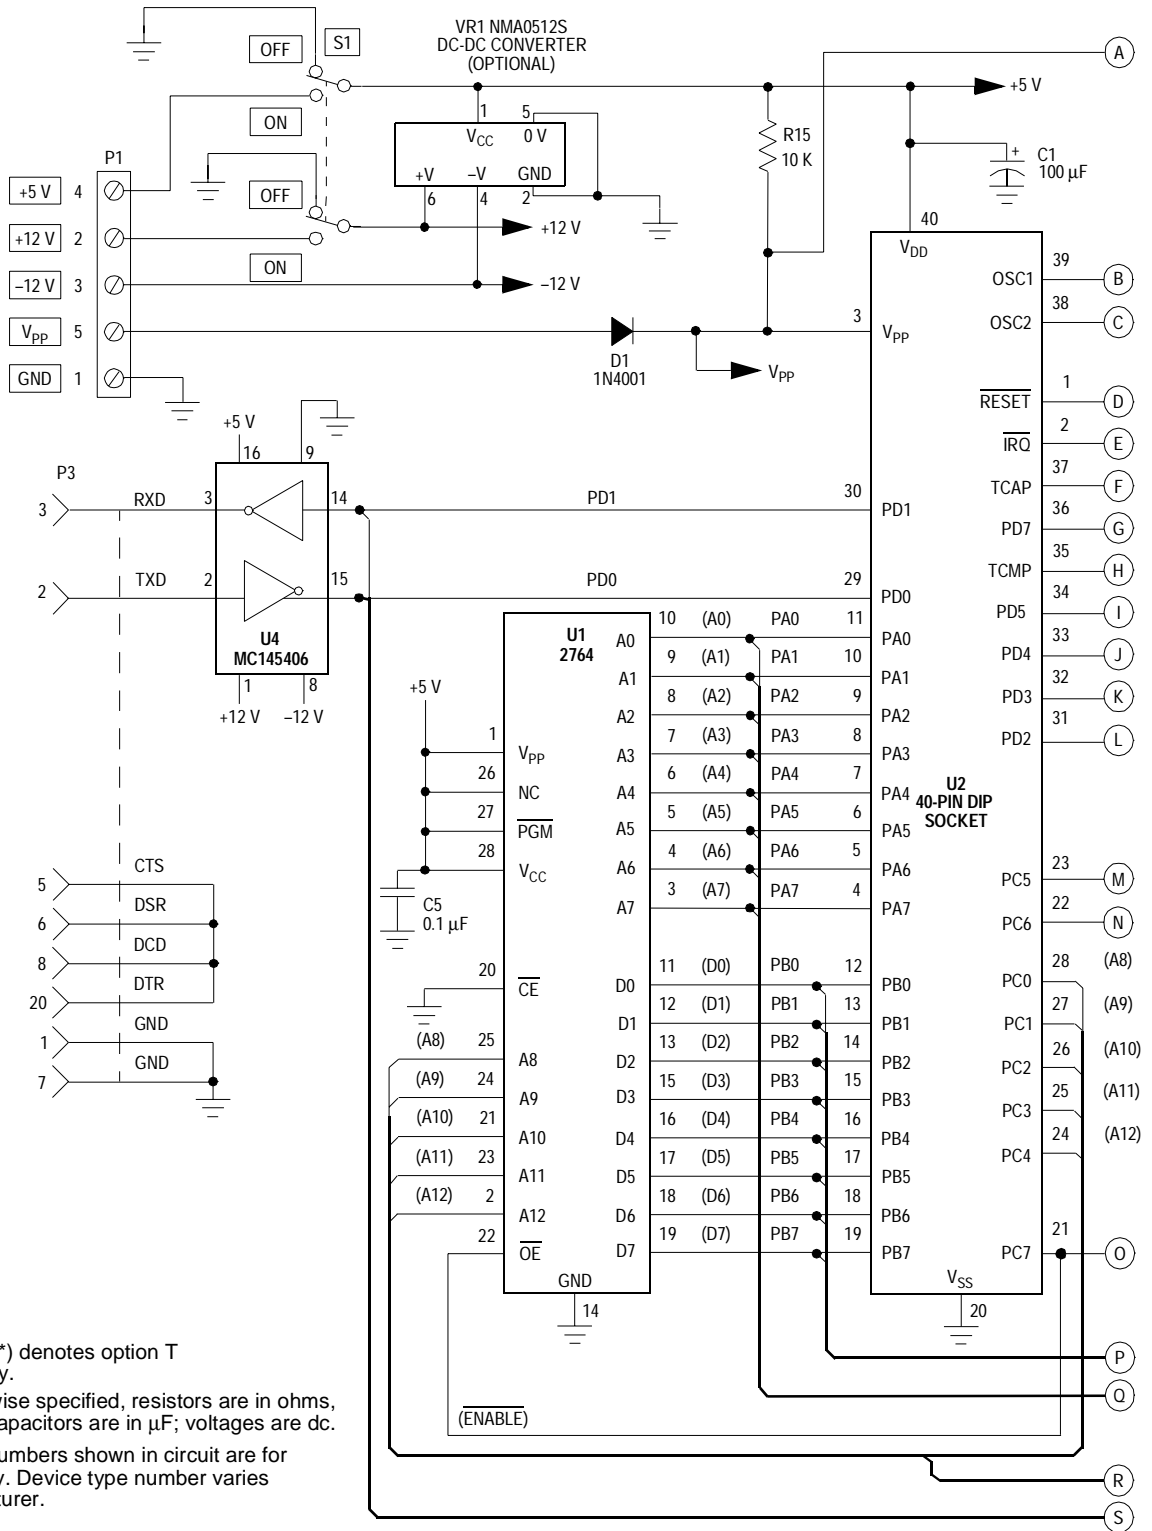 VR1 NMA0512S
DC-DC CONVERTER
(OPTIONAL)
OFF
S1
A
+5 V
1
5
VCC
0 V
ON
R15
10 K
+
C1
100 µF
P1
+V
–V
GND
6
4
2
+5 V 4
OFF
+12 V
40
+12 V 2
VDD
ON
39
OSC1
B
–12 V 3
–12 V
38
OSC2
C
VPP 5
3
VPP
D1
1N4001
VPP
GND 1
1
RESET
D
+5 V
16
9
2
IRQ
E
P3
37
TCAP
F
3
RXD
3
14
PD1
30
PD1
36
PD7
G
35
TCMP
H
2
TXD
2
15
PD0
29
PD0
34
PD5
I
U4
MC145406
U1
2764
A0
10
(A0)
PA0
11
PA0
33
PD4
J
A1
9
(A1)
PA1
10
PA1
32
PD3
K
1
8
+12 V
–12 V
+5 V
A2
8
(A2)
PA2
9
PA2
31
PD2
L
1
VPP
A3
7
(A3)
PA3
8
PA3
26
NC
A4
6
(A4)
PA4
7
PA4
U2
40-PIN DIP
SOCKET
27
PGM
A5
5
(A5)
PA5
6
PA5
28
VCC
A6
4
(A6)
PA6
5
PA6
23
PC5
M
5
CTS
C5
0.1 µF
A7
3
(A7)
PA7
4
PA7
22
PC6
N
6
DSR
8
DCD
20
CE
D0
11
(D0)
PB0
12
PB0
28
PC0
(A8)
20
DTR
D1
12
(D1)
PB1
13
PB1
27
PC1
(A9)
1
GND
(A8)
25
A8
D2
13
(D2)
PB2
14
PB2
26
PC2
(A10)
7
GND
(A9)
24
A9
D3
15
(D3)
PB3
15
PB3
25
PC3
(A11)
(A10)
21
A10
D4
16
(D4)
PB4
16
PB4
24
PC4
(A12)
(A11)
23
A11
D5
17
(D5)
PB5
17
PB5
(A12)
2
A12
D6
18
(D6)
PB6
18
PB6
22
OE
D7
19
(D7)
PB7
19
PB7
21
PC7
O
GND
14
VSS
20
*) denotes option T
y.
P
vise specified, resistors are in ohms,
apacitors are in µF; voltages are dc.
Q
(ENABLE)
umbers shown in circuit are for
y. Device type number varies
turer.
R
S